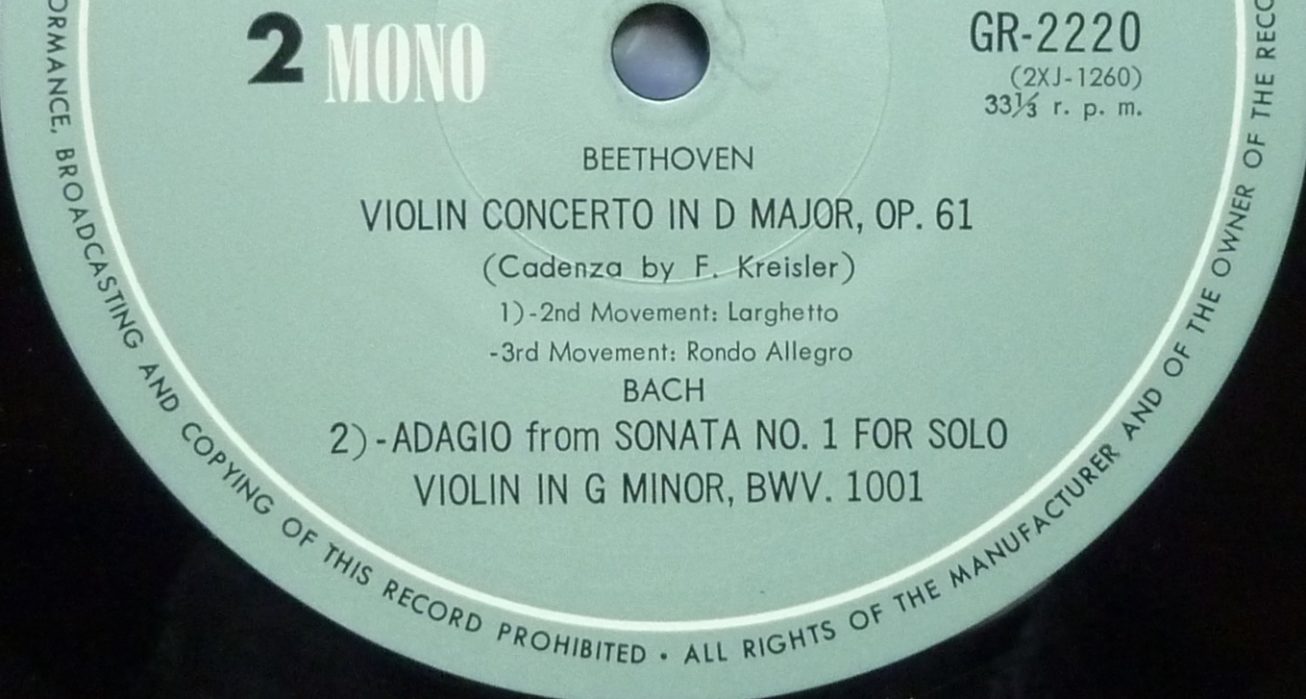 2 MONO
GR-2220
(2XJ-1260)
33⅓ r. p. m.
BEETHOVEN
VIOLIN CONCERTO IN D MAJOR, OP. 61
(Cadenza by F. Kreisler)
1)-2nd Movement: Larghetto
-3rd Movement: Rondo Allegro
BACH
2)-ADAGIO from SONATA NO. 1 FOR SOLO
VIOLIN IN G MINOR, BWV. 1001
BROADCASTING AND COPYING OF THIS RECORD PROHIBITED • ALL RIGHTS OF THE MANUFACTURER AND OF THE OWNER OF THE